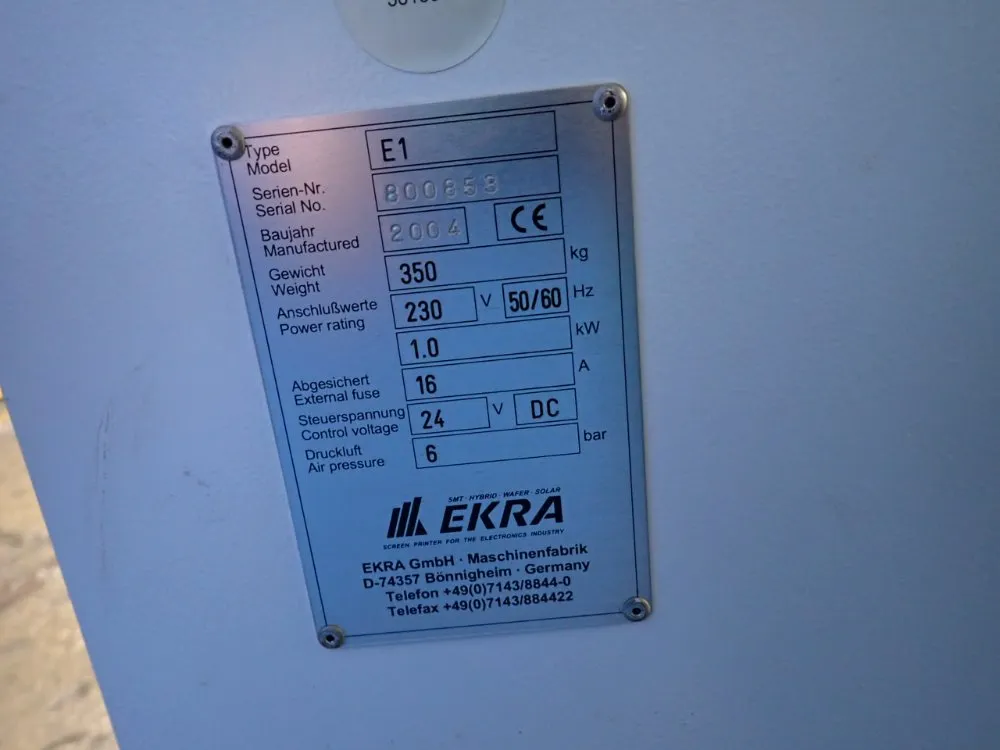 Type
Model
E1
Serien-Nr.
Serial No.
800853
Baujahr
Manufactured
2004
CE
Gewicht
Weight
350
kg
Anschlußwerte
Power rating
230
V
50/60
Hz
1.0
kW
Abgesichert
External fuse
16
A
Steuerspannung
Control voltage
24
V
DC
Druckluft
Air pressure
6
bar
SMT · HYBRID · WAFER · SOLAR
EKRA
SCREEN PRINTER FOR THE ELECTRONICS INDUSTRY
EKRA GmbH · Maschinenfabrik
D-74357 Bönnigheim · Germany
Telefon +49(0)7143/8844-0
Telefax +49(0)7143/884422